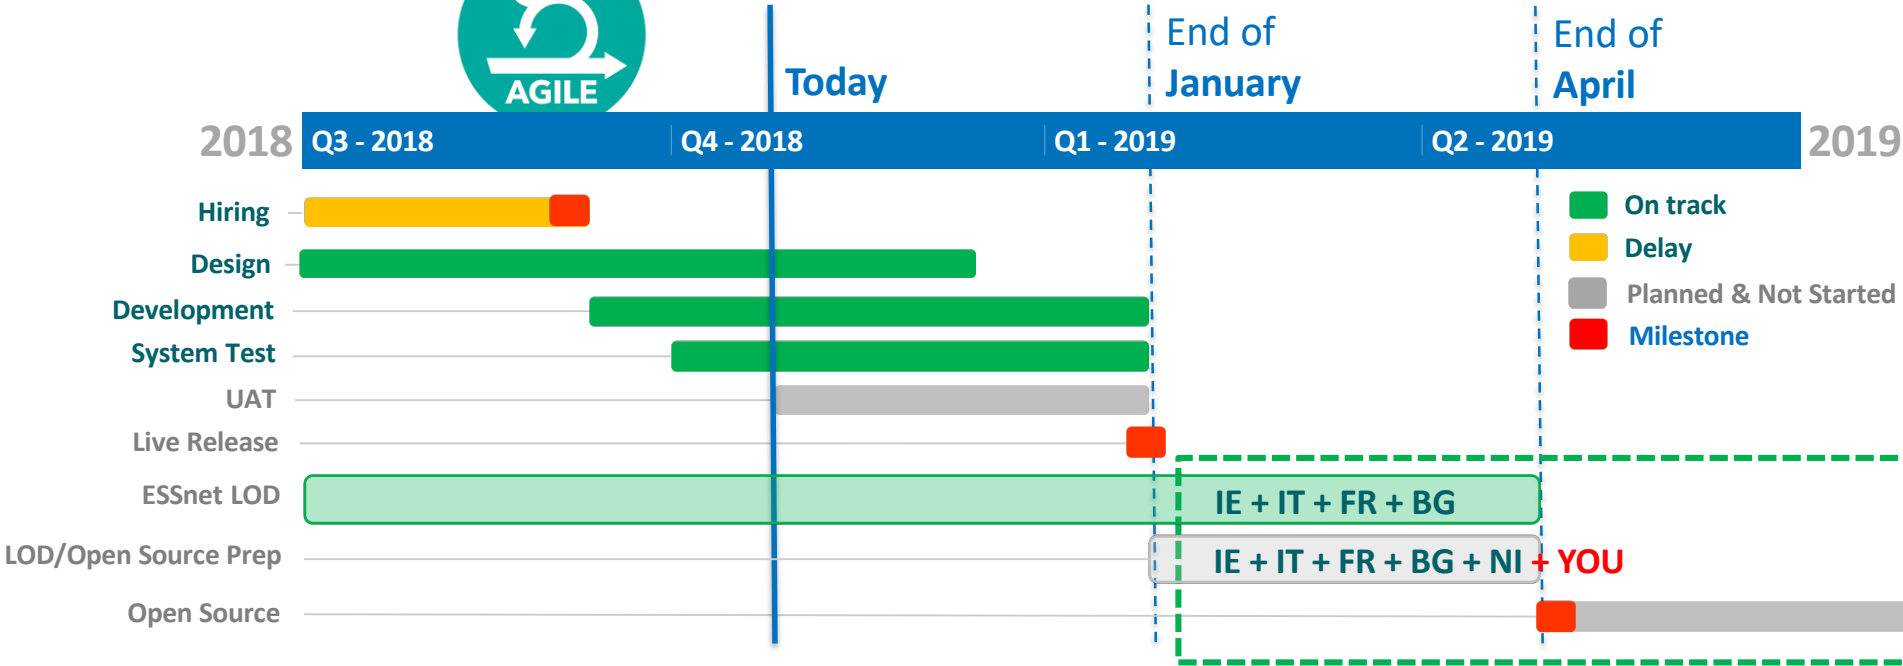 AGILE
Today
End of
January
End of
April
2018 Q3 - 2018 Q4 - 2018 Q1 - 2019 Q2 - 2019 2019
Hiring
On track
Design
Delay
Development
Planned & Not Started
System Test
Milestone
UAT
Live Release
ESSnet LOD IE + IT + FR + BG
LOD/Open Source Prep IE + IT + FR + BG + NI + YOU
Open Source